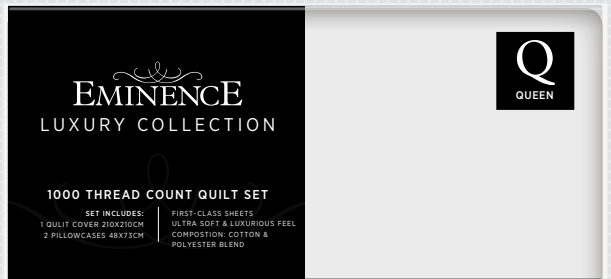 EMINENCE
LUXURY COLLECTION
1000 THREAD COUNT QUILT SET
SET INCLUDES:
1 QULIT COVER 210X210CM
2 PILLOWCASES 48X73CM
FIRST-CLASS SHEETS
ULTRA SOFT & LUXURIOUS FEEL
COMPOSTION: COTTON &
POLYESTER BLEND
Q
QUEEN